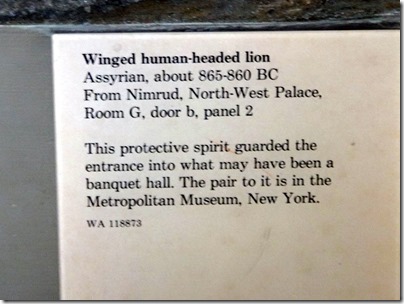 Winged human-headed lion
Assyrian, about 865-860 BC
From Nimrud, North-West Palace,
Room G, door b, panel 2
This protective spirit guarded the
entrance into what may have been a
banquet hall. The pair to it is in the
Metropolitan Museum, New York.
WA 118873